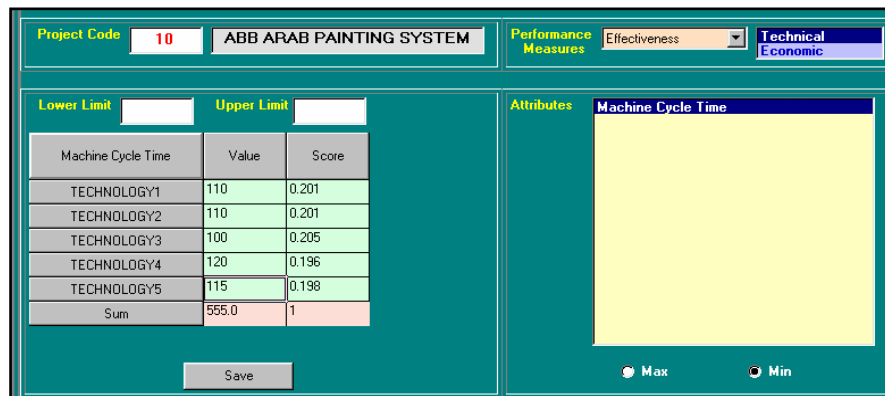 Project Code 10 ABB ARAB PAINTING SYSTEM
Performance Measures Effectiveness Technical
Economic
Lower Limit Upper Limit
Machine Cycle Time Value Score
TECHNOLOGY1 110 0.201
TECHNOLOGY2 110 0.201
TECHNOLOGY3 100 0.205
TECHNOLOGY4 120 0.196
TECHNOLOGY5 115 0.198
Sum 555.0 1
Save
Attributes Machine Cycle Time
Max Min